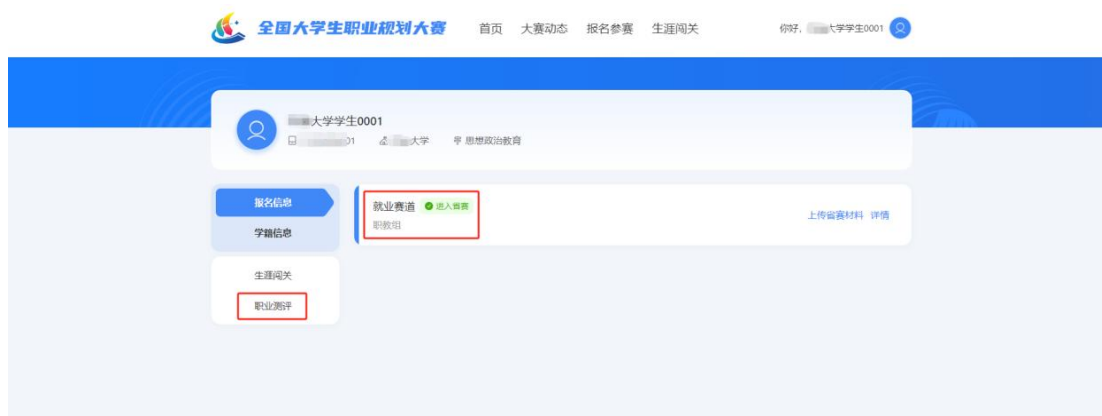 全国大学生职业规划大赛 首页 大赛动态 报名参赛 生涯闯关 你好, 大学学生0001
大学学生0001
01 大学 思想政治教育
报名信息
学籍信息
生涯闯关
职业测评
就业赛道 进入省赛
职教组
上传省赛材料 详情